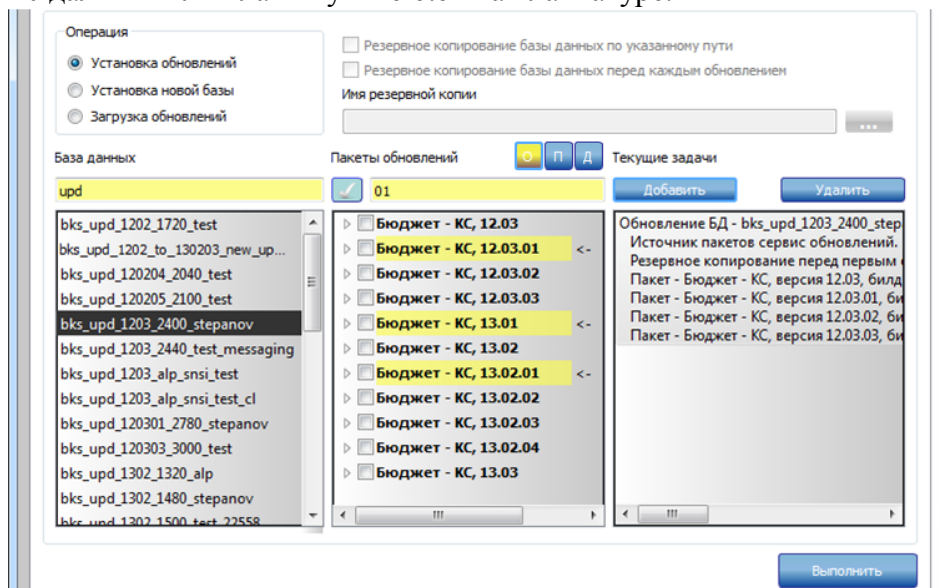 Операция
Установка обновлений
Установка новой базы
Загрузка обновлений
Резервное копирование базы данных по указанному пути
Резервное копирование базы данных перед каждым обновлением
Имя резервной копии
...
База данных
upd
bks_upd_1202_1720_test
bks_upd_1202_to_130203_new_up...
bks_upd_120204_2040_test
bks_upd_120205_2100_test
bks_upd_1203_2400_stepanov
bks_upd_1203_2440_test_messaging
bks_upd_1203_alp_snsi_test
bks_upd_1203_alp_snsi_test_cl
bks_upd_120301_2780_stepanov
bks_upd_120303_3000_test
bks_upd_1302_1320_alp
bks_upd_1302_1480_stepanov
bks_upd_1302_1500_test_22558
Пакеты обновлений О П Д
01
Бюджет - КС, 12.03
Бюджет - КС, 12.03.01 <-
Бюджет - КС, 12.03.02
Бюджет - КС, 12.03.03
Бюджет - КС, 13.01 <-
Бюджет - КС, 13.02
Бюджет - КС, 13.02.01 <-
Бюджет - КС, 13.02.02
Бюджет - КС, 13.02.03
Бюджет - КС, 13.02.04
Бюджет - КС, 13.03
Текущие задачи
Добавить Удалить
Обновление БД - bks_upd_1203_2400_step
Источник пакетов сервис обновлений.
Резервное копирование перед первым
Пакет - Бюджет - КС, версия 12.03, билд
Пакет - Бюджет - КС, версия 12.03.01, би
Пакет - Бюджет - КС, версия 12.03.02, би
Пакет - Бюджет - КС, версия 12.03.03, би
Выполнить